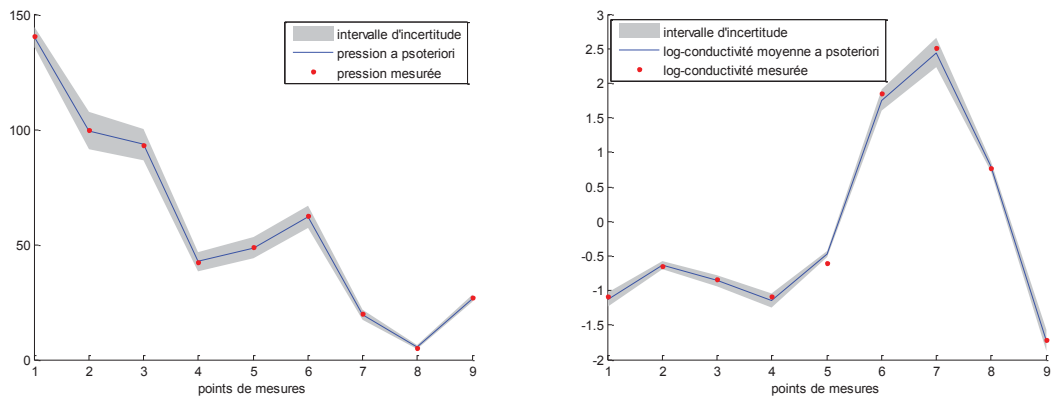 150
100
50
0
1 2 3 4 5 6 7 8 9
points de mesures
intervalle d'incertitude
pression a psoteriori
pression mesurée
3
2.5
2
1.5
1
0.5
0
-0.5
-1
-1.5
-2
1 2 3 4 5 6 7 8 9
points de mesures
intervalle d'incertitude
log-conductivité moyenne a psoteriori
log-conductivité mesurée